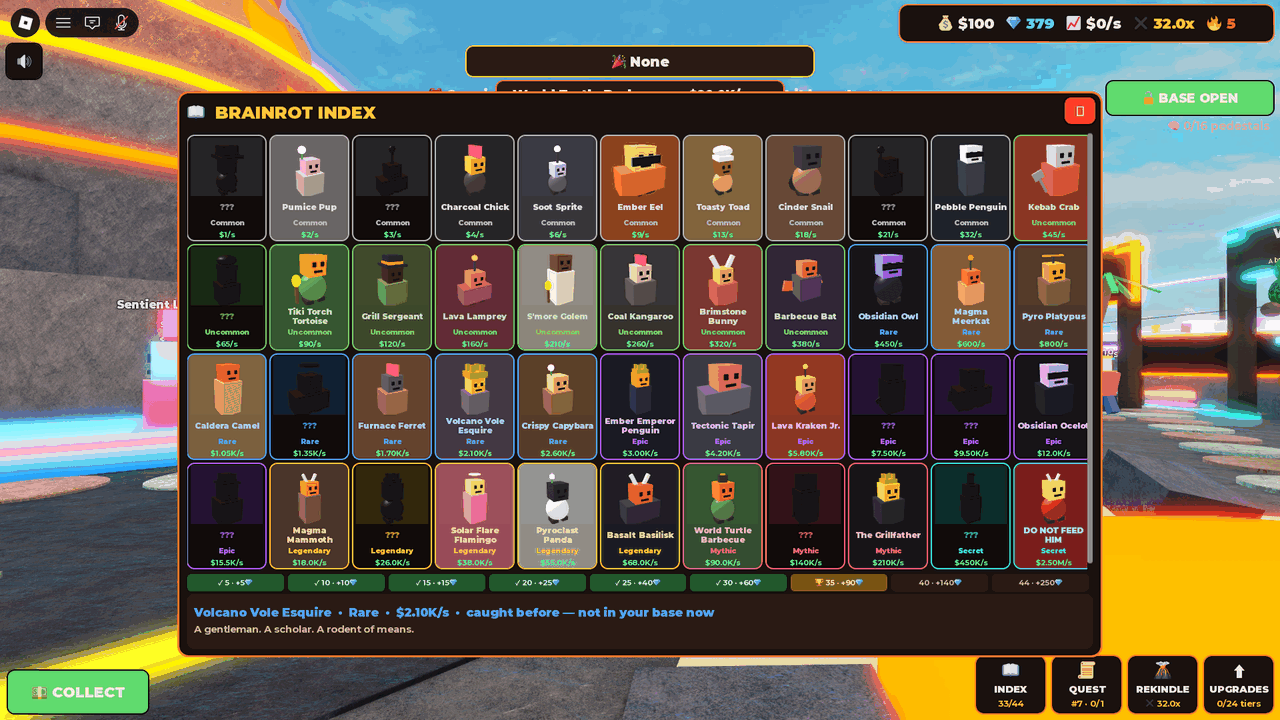 $100 379 $0/s 32.0x 5
None
BASE OPEN
BRAINROT INDEX
??? Pumice Pup ??? Charcoal Chick Soot Sprite Ember Eel Toasty Toad Cinder Snail ??? Pebble Penguin Kebab Crab
Common Common Common Common Common Common Common Common Common Common Uncommon
$1/s $2/s $3/s $4/s $6/s $9/s $13/s $18/s $21/s $32/s $45/s
??? Tiki Torch Tortoise Grill Sergeant Lava Lamprey S'more Golem Coal Kangaroo Brimstone Bunny Barbecue Bat Obsidian Owl Magma Meerkat Pyro Platypus
Uncommon Uncommon Uncommon Uncommon Uncommon Uncommon Uncommon Uncommon Rare Rare Rare
$65/s $90/s $120/s $160/s $210/s $260/s $320/s $380/s $450/s $600/s $800/s
Sentient L
Caldera Camel ??? Furnace Ferret Volcano Vole Esquire Crispy Capybara Ember Emperor Penguin Tectonic Tapir Lava Kraken Jr. ??? ??? Obsidian Ocelot
Rare Rare Rare Rare Rare Epic Epic Epic Epic Epic Epic
$1.05K/s $1.35K/s $1.70K/s $2.10K/s $2.60K/s $3.00K/s $4.20K/s $5.80K/s $7.50K/s $9.50K/s $12.0K/s
??? Magma Mammoth ??? Solar Flare Flamingo Pyroclast Panda Basalt Basilisk World Turtle Barbecue ??? The Grillfather ??? DO NOT FEED HIM
Epic Legendary Legendary Legendary Legendary Legendary Mythic Mythic Mythic Secret Secret
$15.5K/s $18.0K/s $26.0K/s $38.0K/s $55.0K/s $68.0K/s $90.0K/s $140K/s $210K/s $450K/s $2.50M/s
✓ 5 · +5 ✓ 10 · +10 ✓ 15 · +15 ✓ 20 · +25 ✓ 25 · +40 ✓ 30 · +60 35 · +90 40 · +140 44 · +250
Volcano Vole Esquire • Rare • $2.10K/s • caught before — not in your base now
A gentleman. A scholar. A rodent of means.
COLLECT
INDEX QUEST REKINDLE UPGRADES
33/44 #7 · 0/1 32.0x 0/24 tiers